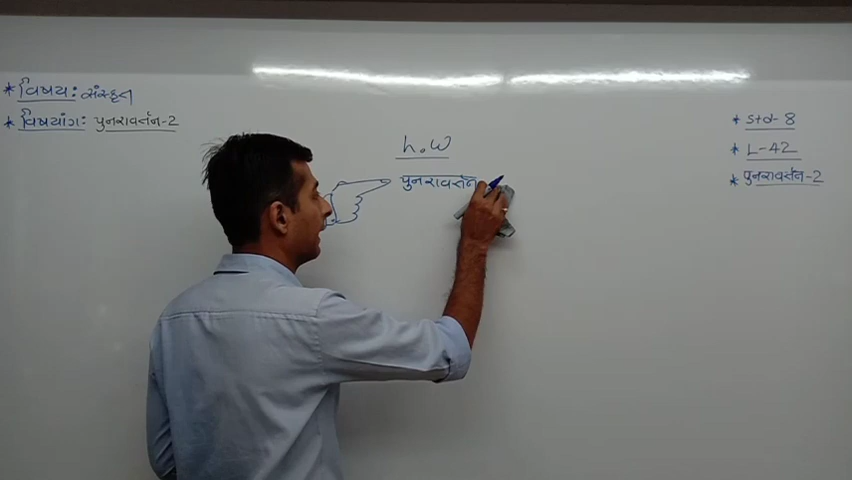 * વિષય: સંસ્કૃત
* વિષયાંગ: પુનરાવર્તન-2
h.w
પુનરાવર્તન
* Std-8
* L-42
* પુનરાવર્તન-2